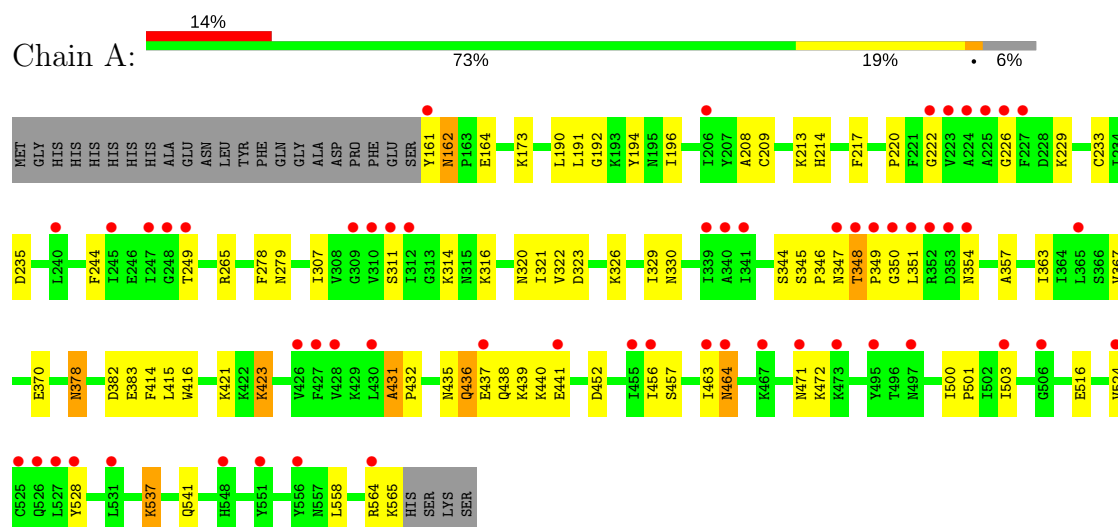 14%
Chain A:
73% 19% • 6%
MET GLY HIS HIS HIS HIS HIS HIS ALA GLU ASN LEU TYR PHE GLN GLY ALA ASP PRO PHE GLU SER Y161 N162 P163 E164 K173 L190 L191 G192 K193 Y194 N195 I196 I206 Y207 A208 C209 K213 H214 F217 P220 F221 G222 V223 A224 A225 G226 F227 D228 K229 C233 I234
D235 L240 F244 I245 E246 I247 G248 T249 R265 F278 N279 I307 V308 G309 V310 S311 I312 G313 K314 N315 K316 N320 I321 V322 D323 K326 I329 N330 I339 A340 I341 S344 S345 P346 N347 T348 P349 G350 L351 R352 D353 N354 A357 I363 I364 L365 S366 V367
E370 N378 D382 E383 F414 L415 W416 K421 K422 K423 V426 F427 V428 K429 L430 A431 P432 N435 Q436 E437 Q438 K439 K440 E441 D452 I455 I456 S457 I463 N464 K467 N471 K472 K473 Y495 T496 N497 I500 P501 I502 I503 G506 E516 V524
C525 Q526 L527 Y528 L531 K537 Q541 H548 Y551 Y556 N557 L558 R564 K565 HIS SER LYS SER